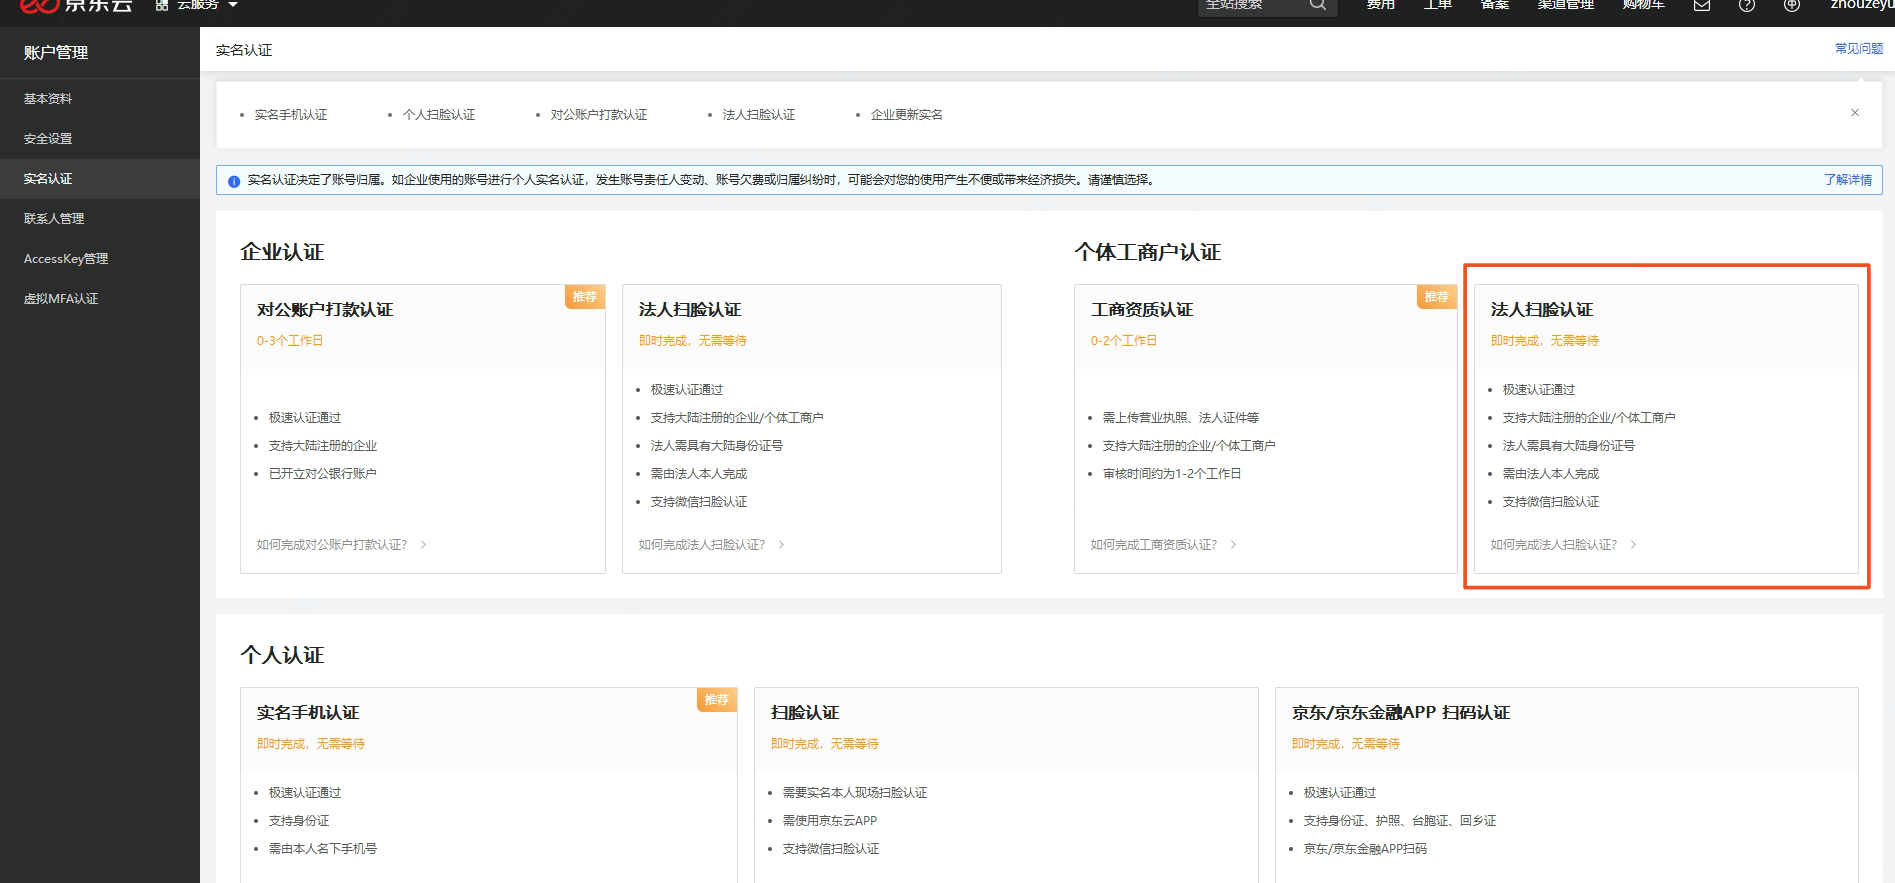 京东云
云服务
全站搜索
费用
工单
备案
渠道管理
购物车
zhouzeyu
账户管理
基本资料
安全设置
实名认证
联系人管理
AccessKey管理
虚拟MFA认证
实名认证
常见问题
实名手机认证
个人扫脸认证
对公账户打款认证
法人扫脸认证
企业更新实名
实名认证决定了账号归属。如企业使用的账号进行个人实名认证，发生账号责任人变动、账号欠费或归属纠纷时，可能会对您的使用产生不便或带来经济损失。请谨慎选择。
了解详情
企业认证
对公账户打款认证
推荐
0-3个工作日
极速认证通过
支持大陆注册的企业
已开立对公银行账户
如何完成对公账户打款认证？
法人扫脸认证
即时完成，无需等待
极速认证通过
支持大陆注册的企业/个体工商户
法人需具有大陆身份证号
需由法人本人完成
支持微信扫脸认证
如何完成法人扫脸认证？
个体工商户认证
工商资质认证
推荐
0-2个工作日
需上传营业执照、法人证件等
支持大陆注册的企业/个体工商户
审核时间约为1-2个工作日
如何完成工商资质认证？
法人扫脸认证
即时完成，无需等待
极速认证通过
支持大陆注册的企业/个体工商户
法人需具有大陆身份证号
需由法人本人完成
支持微信扫脸认证
如何完成法人扫脸认证？
个人认证
实名手机认证
推荐
即时完成，无需等待
极速认证通过
支持身份证
需由本人名下手机号
扫脸认证
即时完成，无需等待
需要实名本人现场扫脸认证
需使用京东云APP
支持微信扫脸认证
京东/京东金融APP 扫码认证
即时完成，无需等待
极速认证通过
支持身份证、护照、台胞证、回乡证
京东/京东金融APP扫码